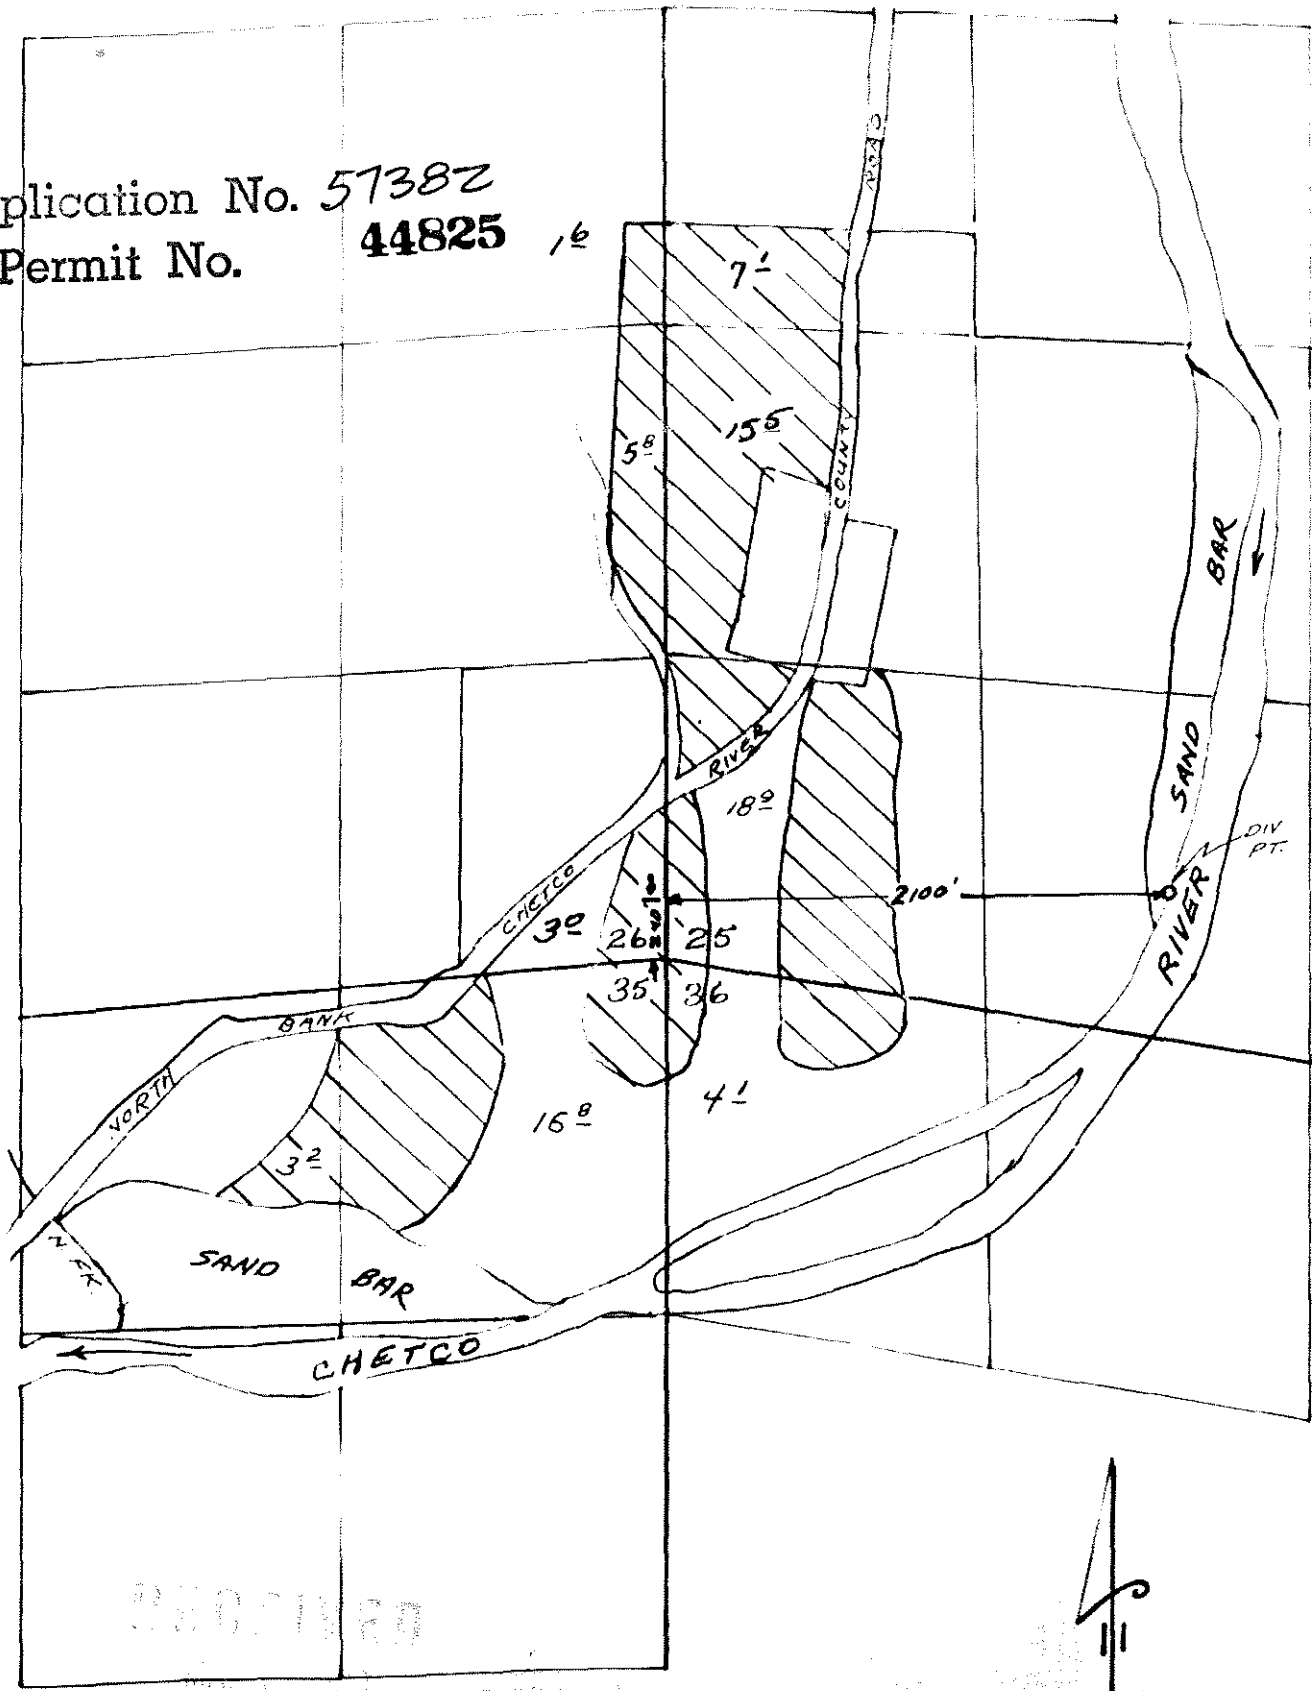 plication No. 57382
Permit No. 44825
1 6
7 1
ROAD
15 5
5 8
COUNTY
BAR
SAND
RIVER
18 9
DIV
PT.
2100'
RIVER
CHETCO
3 0
26
25
35
36
BANK
NORTH
4 1
16 8
3 2
N FK.
SAND BAR
CHETCO